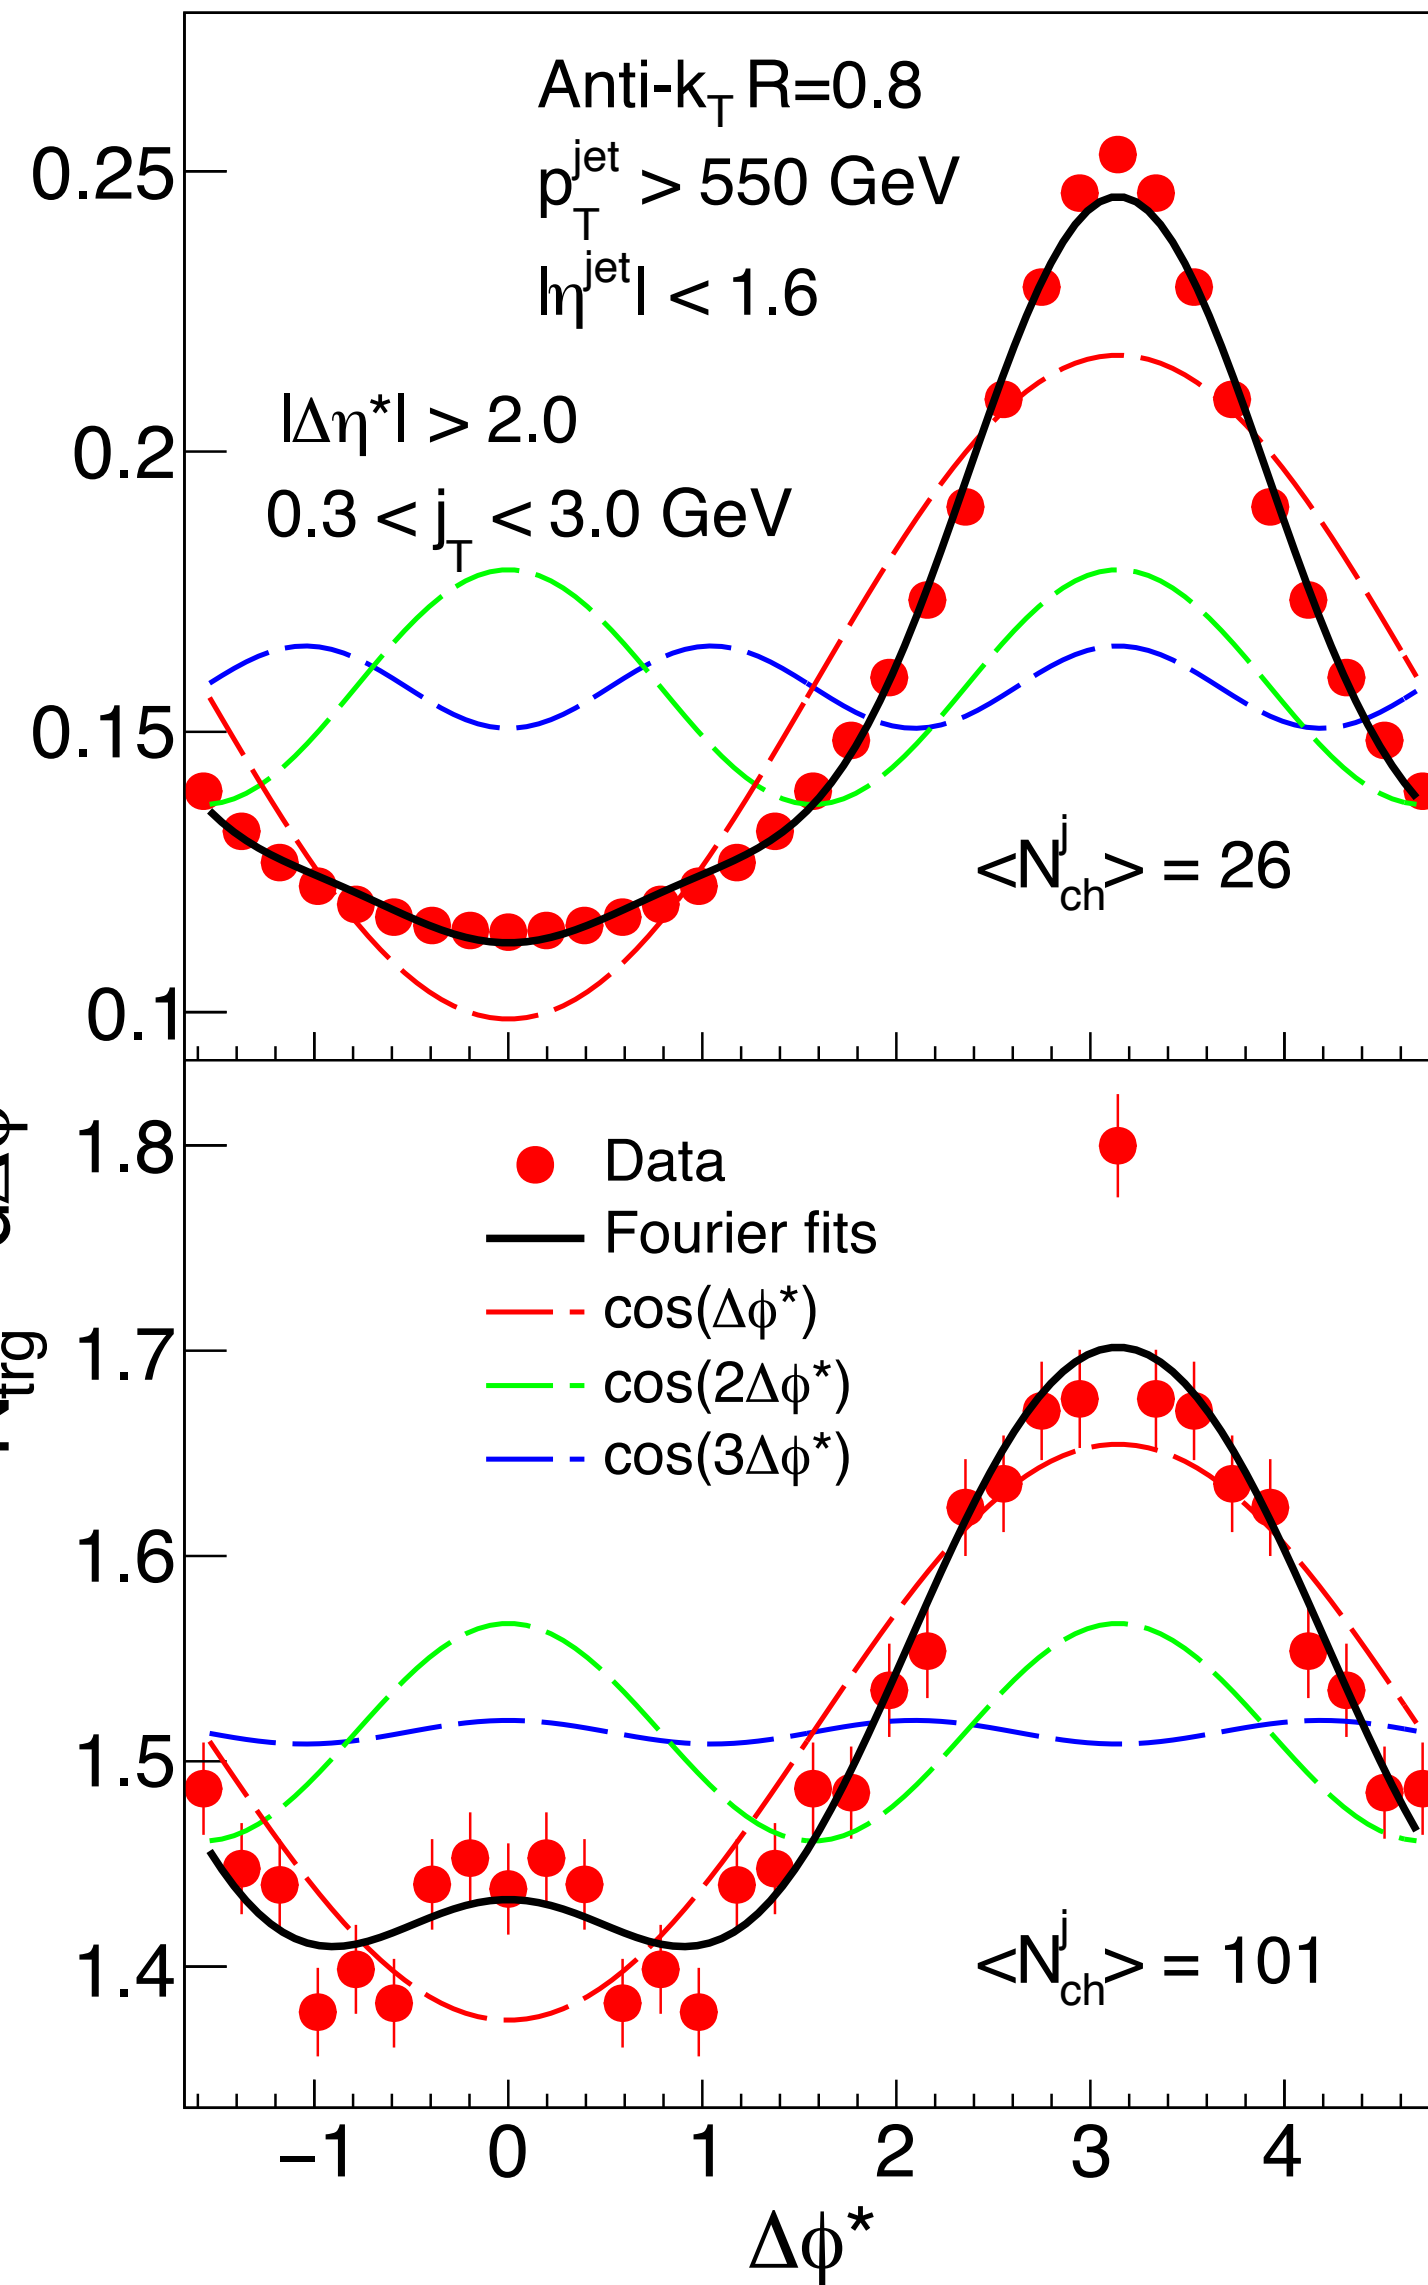 Anti-k_T R=0.8
p_T^jet > 550 GeV
|η^jet| < 1.6
|Δη*| > 2.0
0.3 < j_T < 3.0 GeV
0.25
0.2
0.15
0.1
<N_ch^j> = 26
1.8
1.7
1.6
1.5
1.4
Data
Fourier fits
cos(Δϕ*)
cos(2Δϕ*)
cos(3Δϕ*)
<N_ch^j> = 101
−1 0 1 2 3 4
Δϕ*